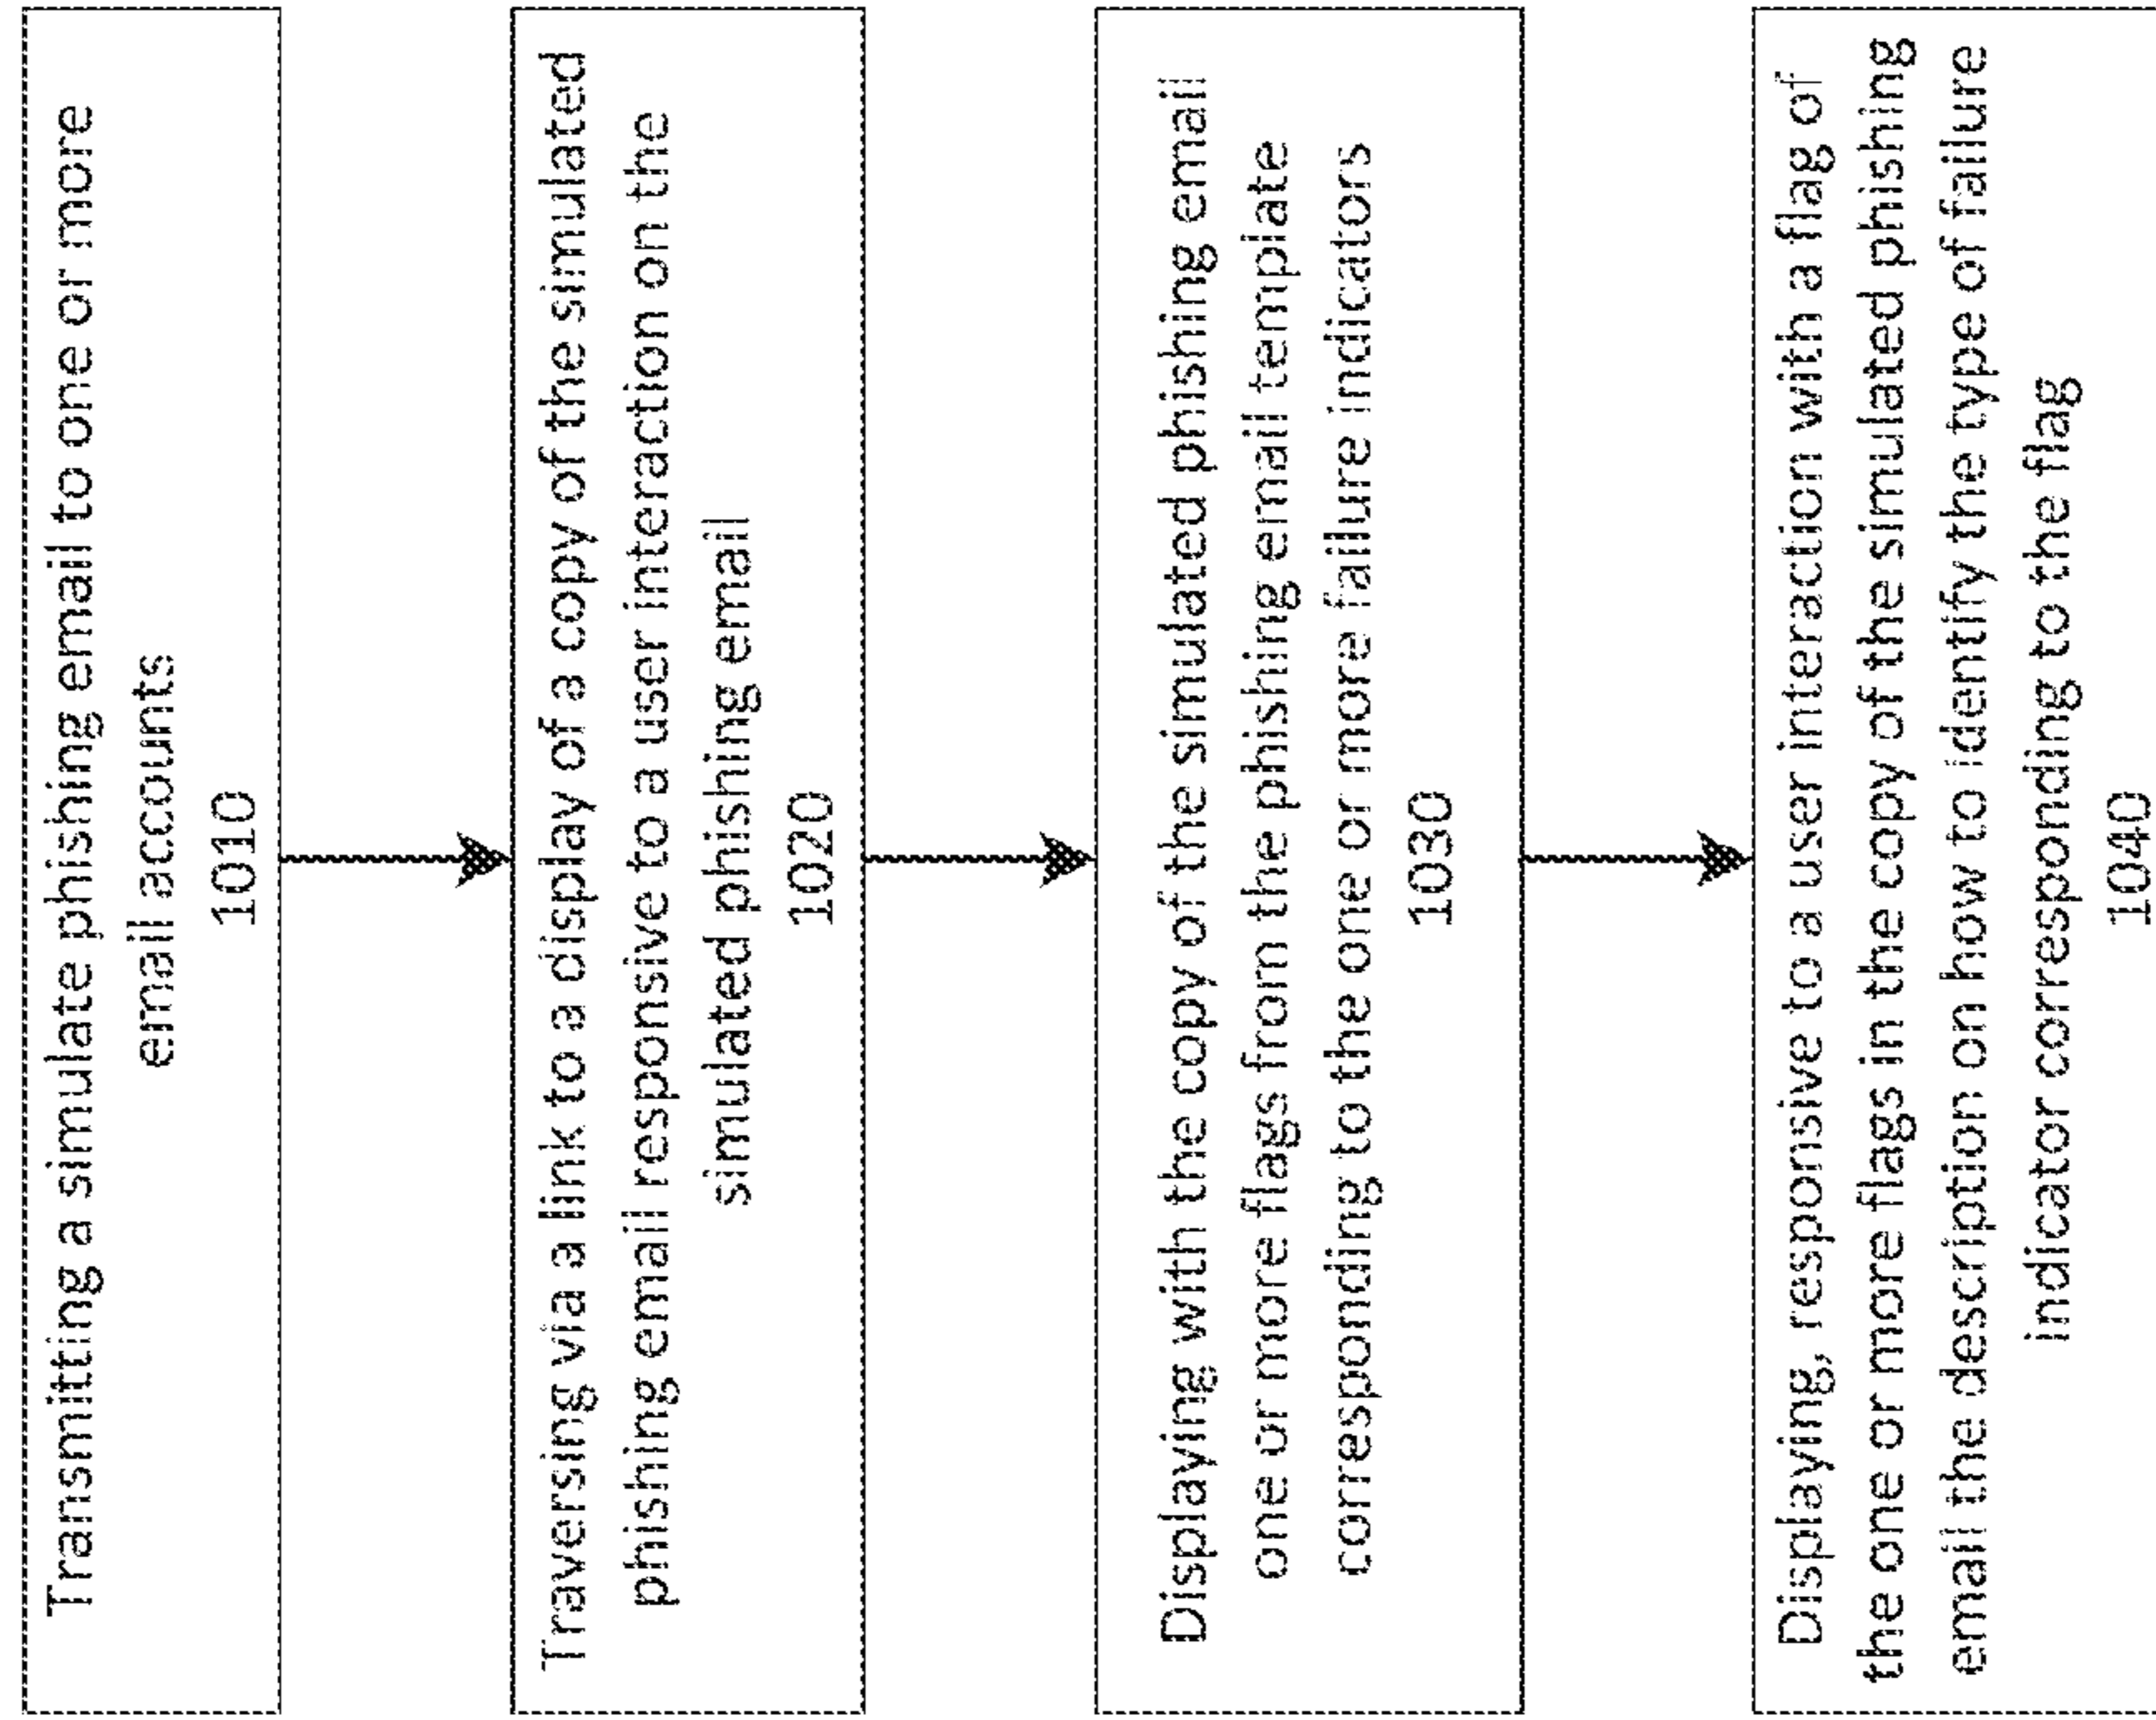 Transmitting a simulate phishing email to one or more
email accounts
1010
Traversing via a link to a display of a copy of the simulated
phishing email responsive to a user interaction on the
simulated phishing email
1020
Displaying with the copy of the simulated phishing email
one or more flags from the phishing email template
corresponding to the one or more failure indicators
1030
Displaying, responsive to a user interaction with a flag of
the one or more flags in the copy of the simulated phishing
email the description on how to identify the type of failure
indicator corresponding to the flag
1040